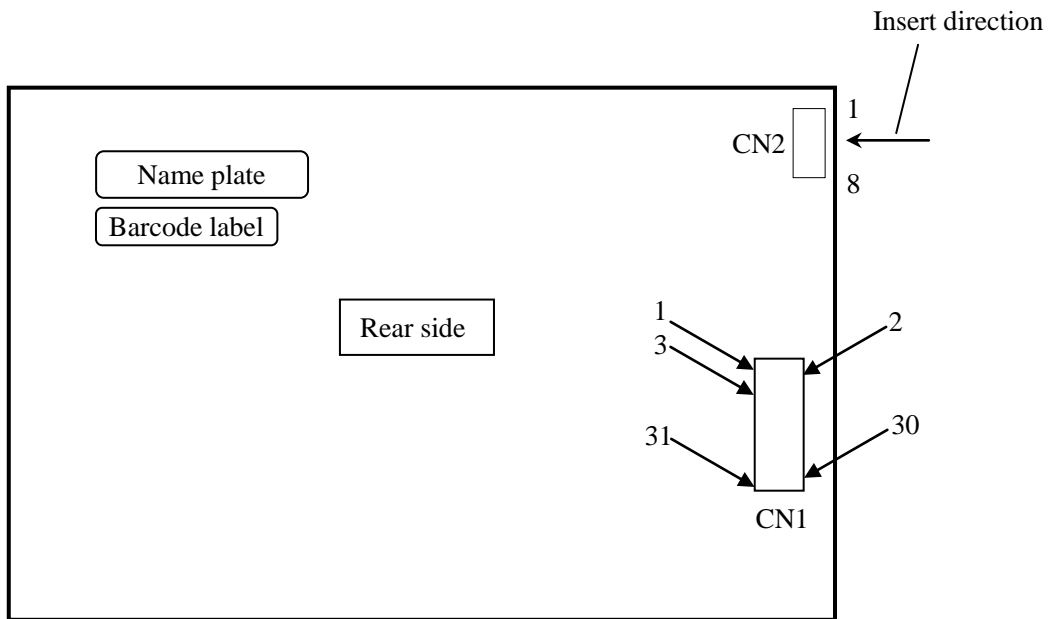 Insert direction
1
CN2
8
Name plate
Barcode label
Rear side
1
2
3
31
30
CN1